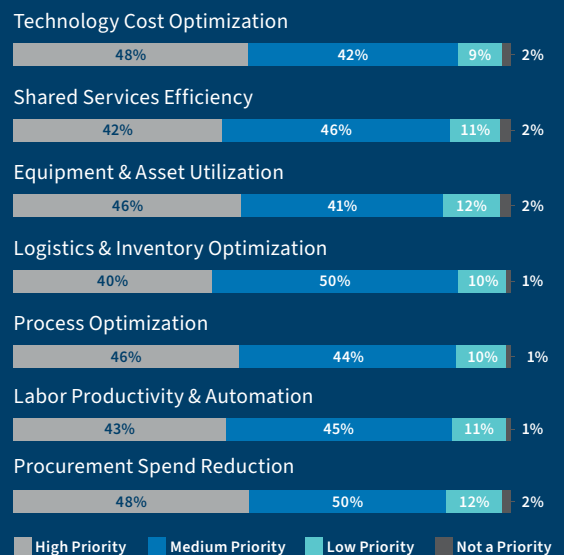 Technology Cost Optimization
48% 42% 9% 2%
Shared Services Efficiency
42% 46% 11% 2%
Equipment & Asset Utilization
46% 41% 12% 2%
Logistics & Inventory Optimization
40% 50% 10% 1%
Process Optimization
46% 44% 10% 1%
Labor Productivity & Automation
43% 45% 11% 1%
Procurement Spend Reduction
48% 50% 12% 2%
High Priority Medium Priority Low Priority Not a Priority